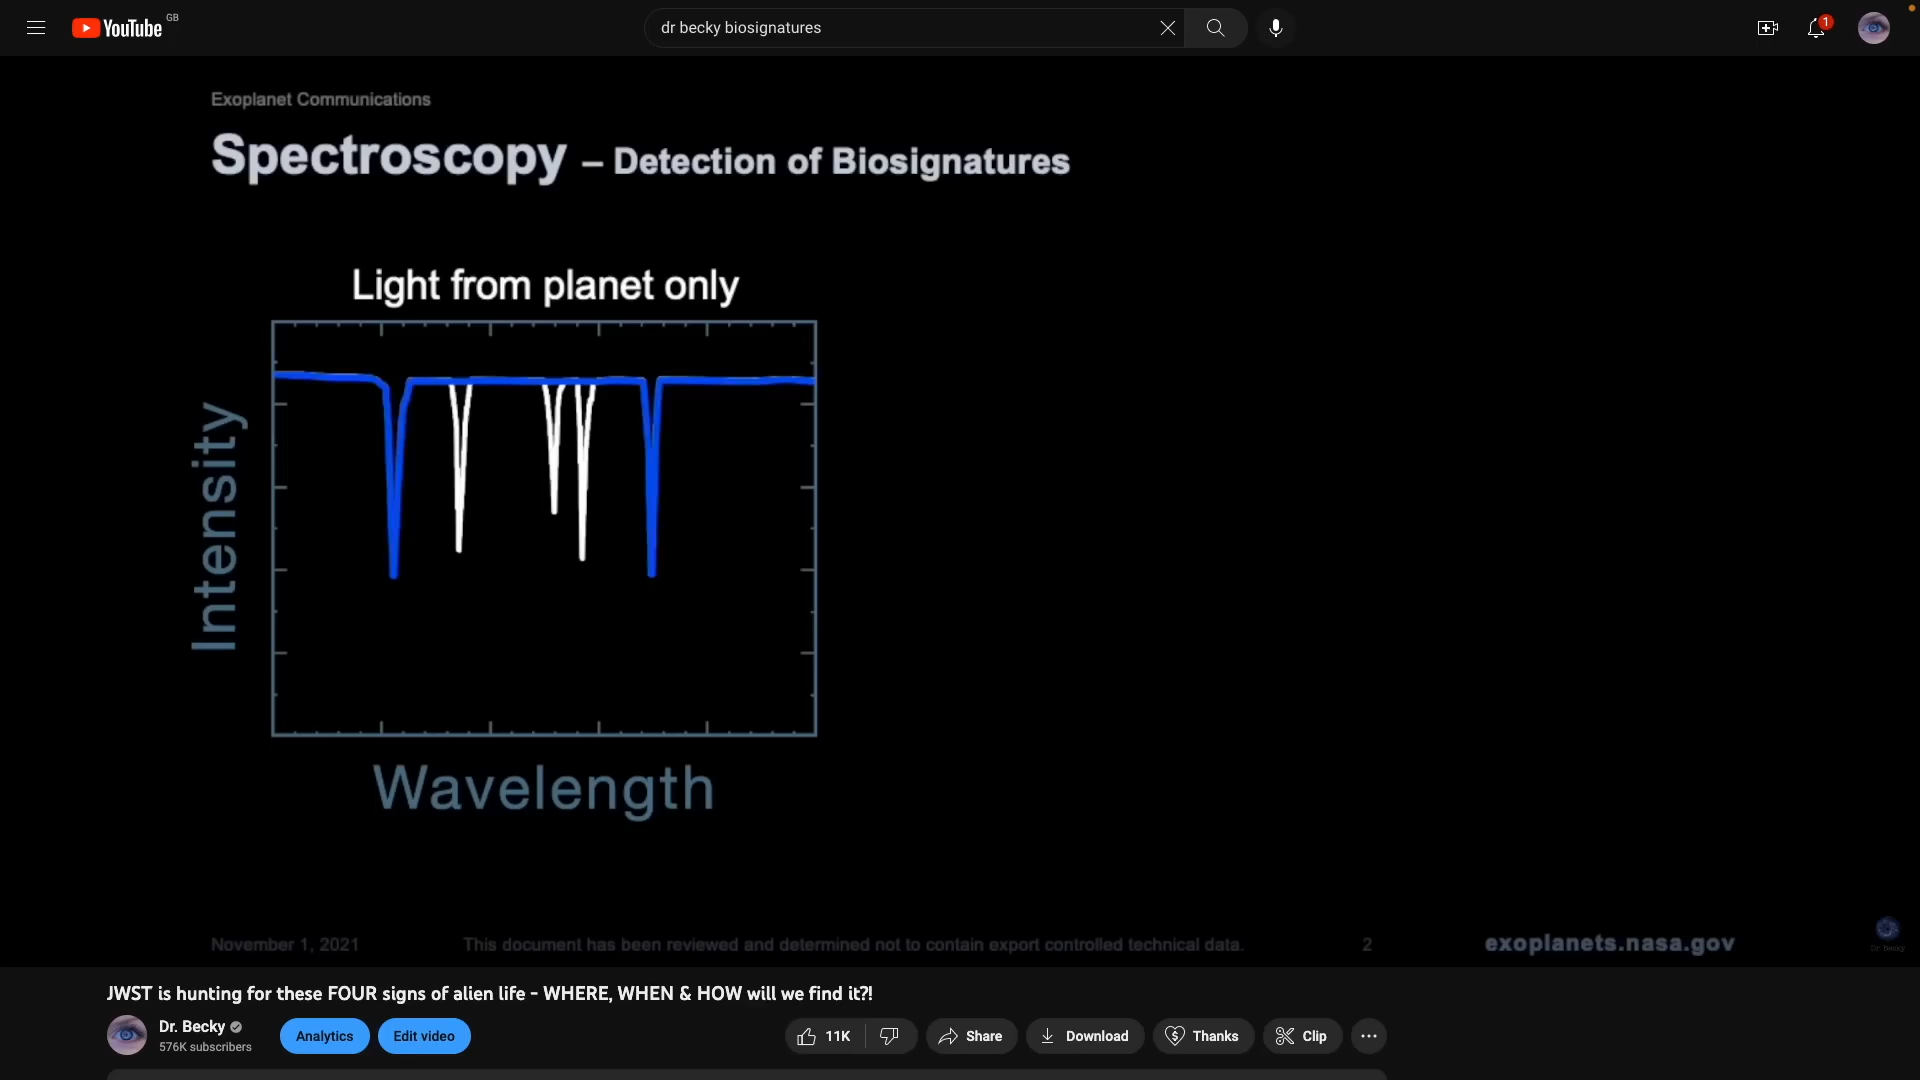 YouTube GB
dr becky biosignatures
1
Exoplanet Communications
Spectroscopy – Detection of Biosignatures
Light from planet only
Intensity
Wavelength
November 1, 2021
This document has been reviewed and determined not to contain export controlled technical data.
2
exoplanets.nasa.gov
Dr Becky
JWST is hunting for these FOUR signs of alien life - WHERE, WHEN & HOW will we find it?!
Dr. Becky
576K subscribers
Analytics
Edit video
11K
Share
Download
Thanks
Clip